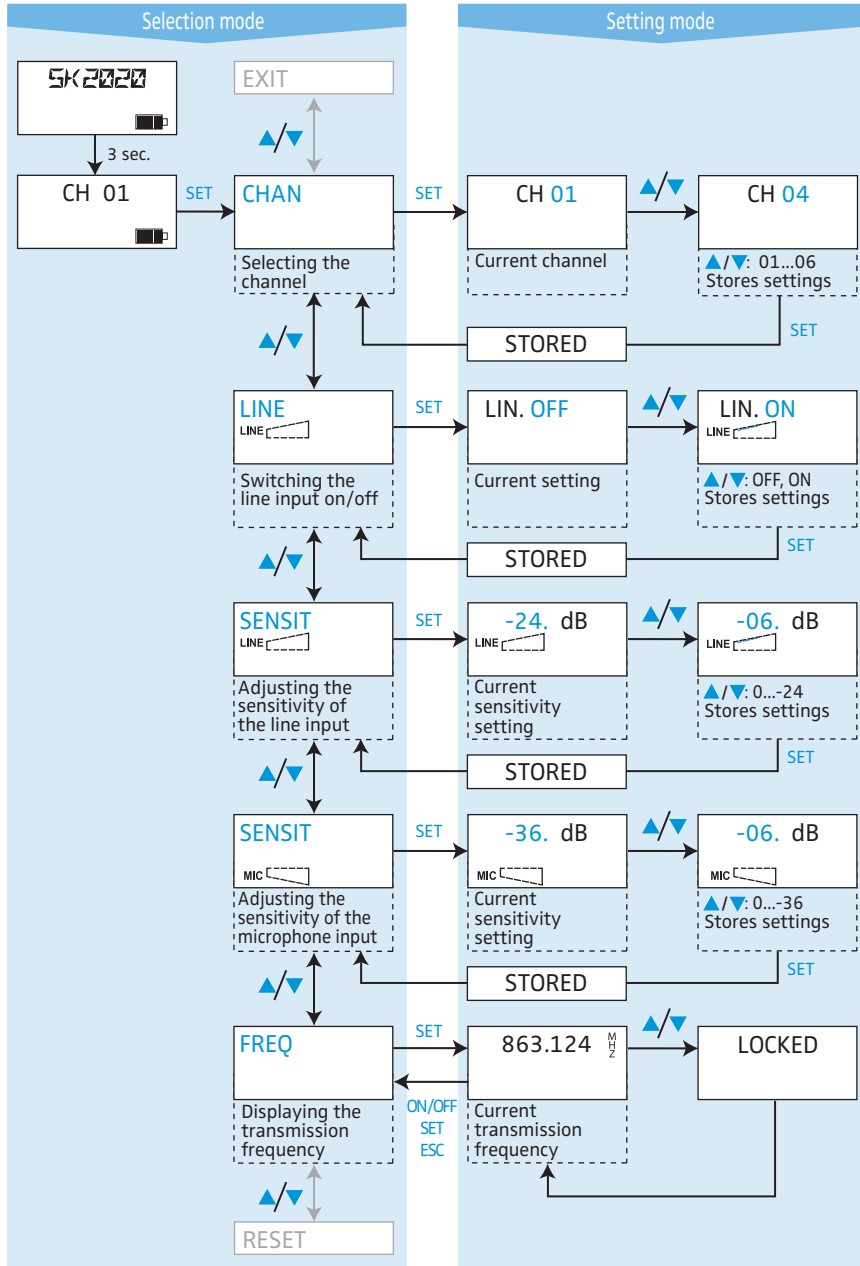 Selection mode
Setting mode
SK2020
EXIT
▲/▼
3 sec.
CH 01
SET
CHAN
SET
CH 01
▲/▼
CH 04
Selecting the
channel
Current channel
▲/▼: 01...06
Stores settings
▲/▼
STORED
SET
LINE
LINE
SET
LIN. OFF
▲/▼
LIN. ON
LINE
Switching the
line input on/off
Current setting
▲/▼: OFF, ON
Stores settings
▲/▼
STORED
SET
SENSIT
LINE
SET
-24. dB
LINE
▲/▼
-06. dB
LINE
Adjusting the
sensitivity of
the line input
Current
sensitivity
setting
▲/▼: 0...-24
Stores settings
▲/▼
STORED
SET
SENSIT
MIC
SET
-36. dB
MIC
▲/▼
-06. dB
MIC
Adjusting the
sensitivity of the
microphone input
Current
sensitivity
setting
▲/▼: 0...-36
Stores settings
▲/▼
STORED
SET
FREQ
SET
863.124 MHZ
▲/▼
LOCKED
ON/OFF
SET
ESC
Displaying the
transmission
frequency
Current
transmission
frequency
▲/▼
RESET